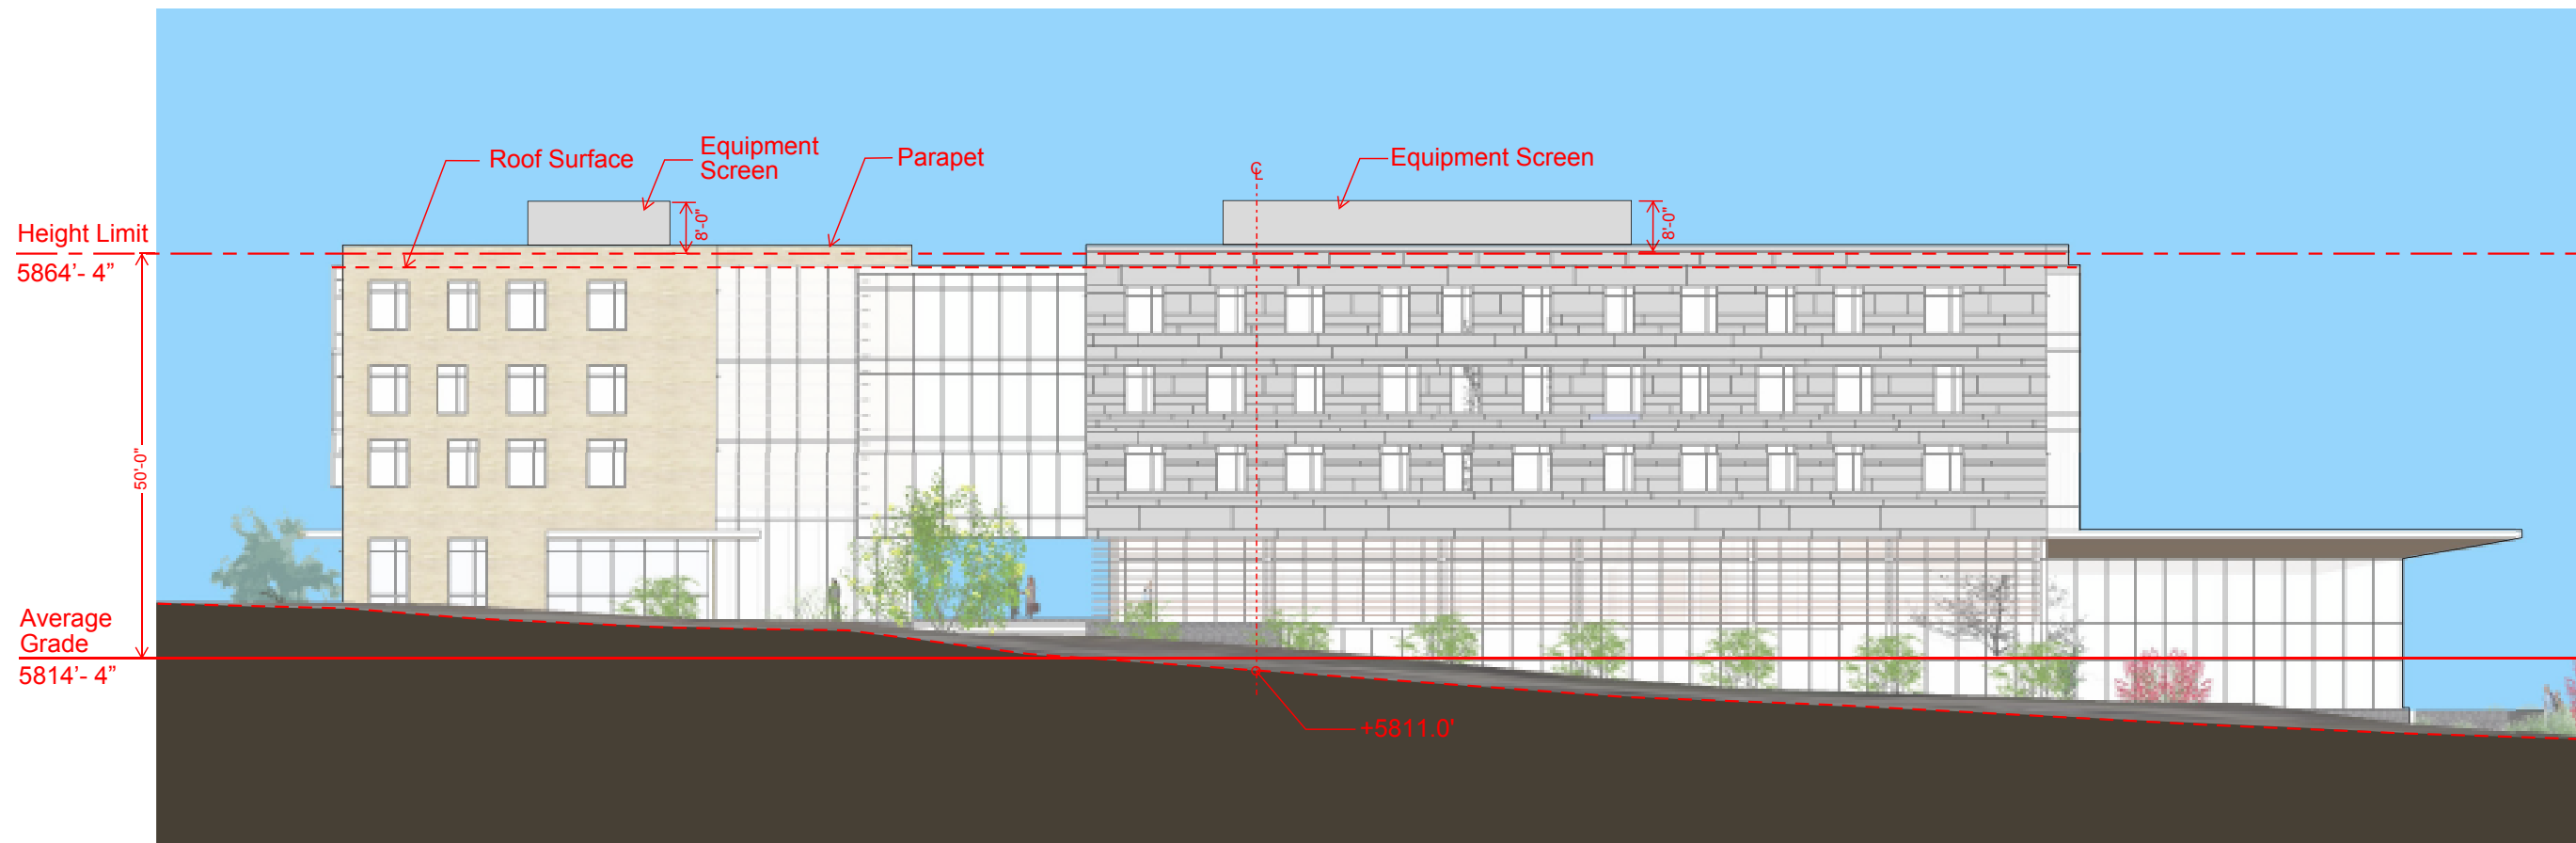 Roof Surface
Equipment
Screen
Parapet
℄
Equipment Screen
8'-0"
8'-0"
Height Limit
5864’- 4”
50'-0"
Average
Grade
5814’- 4”
+5811.0'